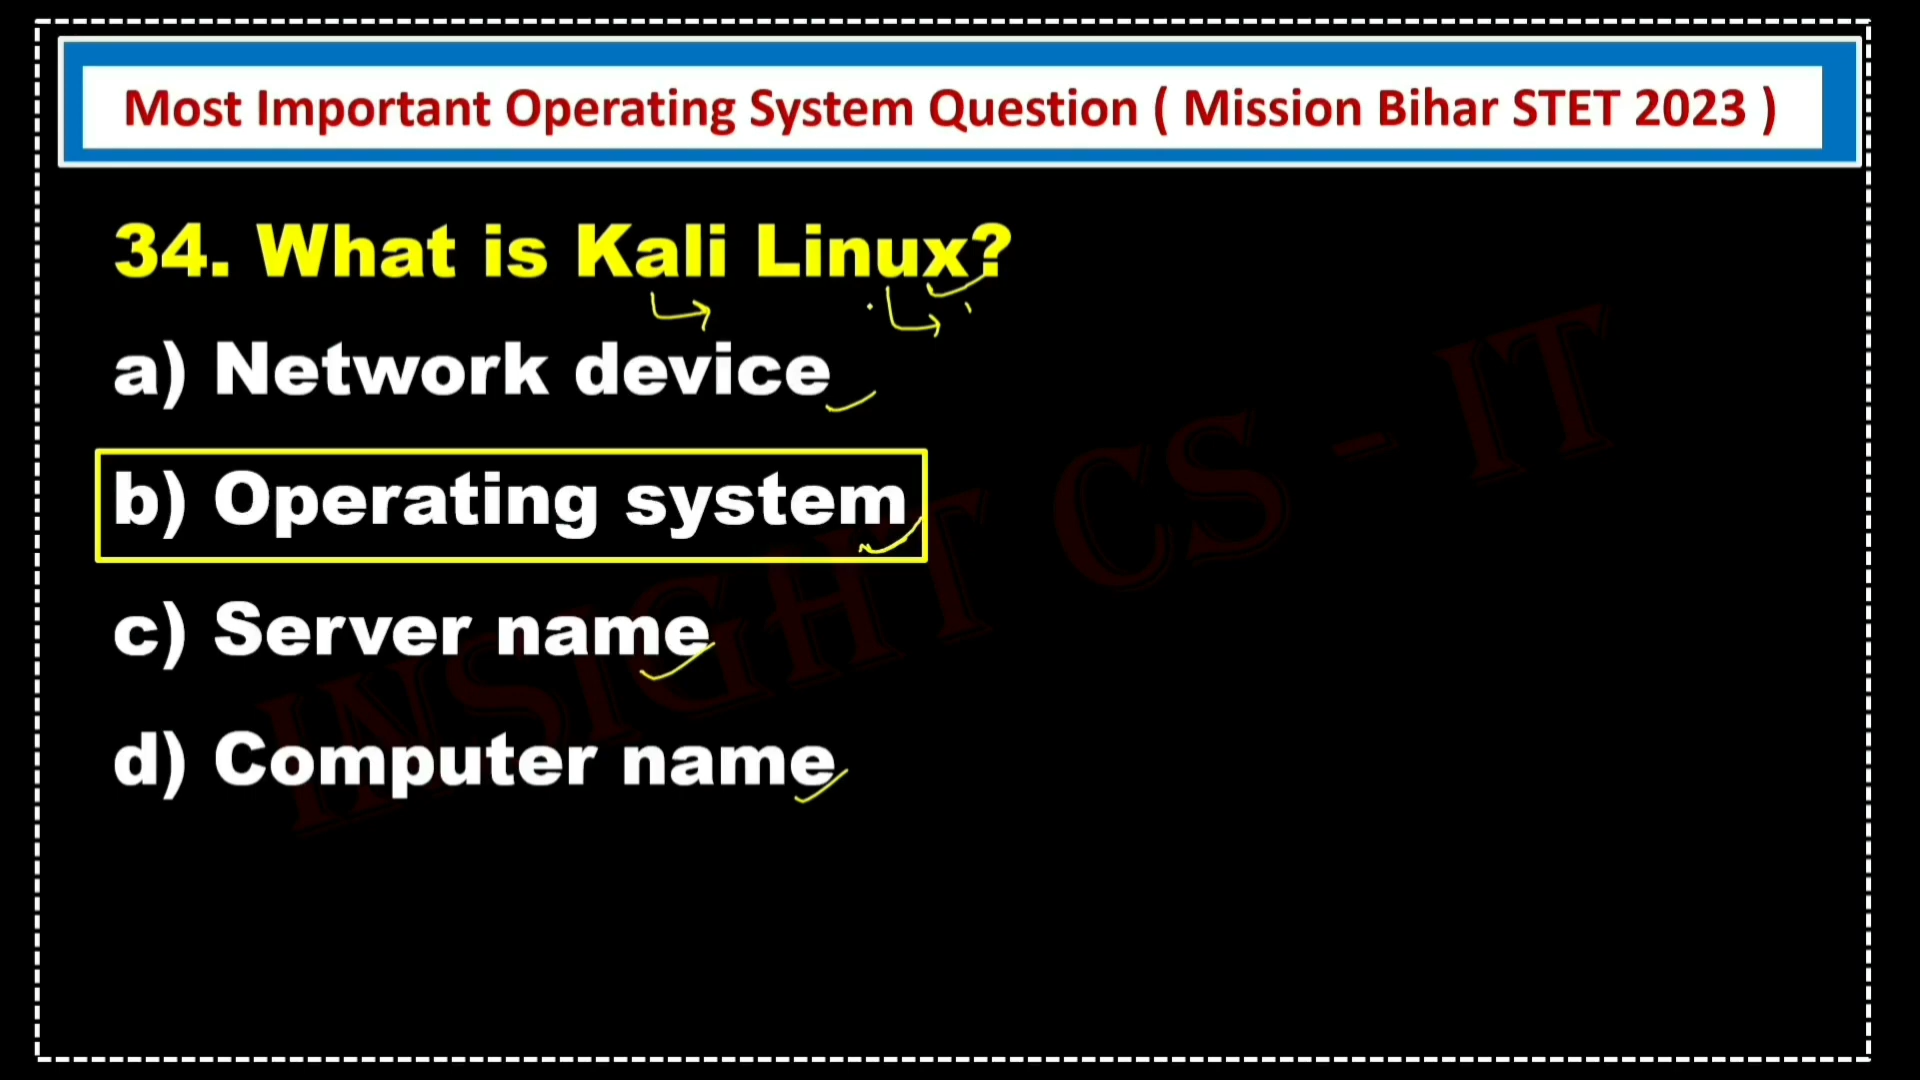 Most Important Operating System Question ( Mission Bihar STET 2023 )
34. What is Kali Linux?
a) Network device
b) Operating system
c) Server name
d) Computer name
INSIGHT CS - IT